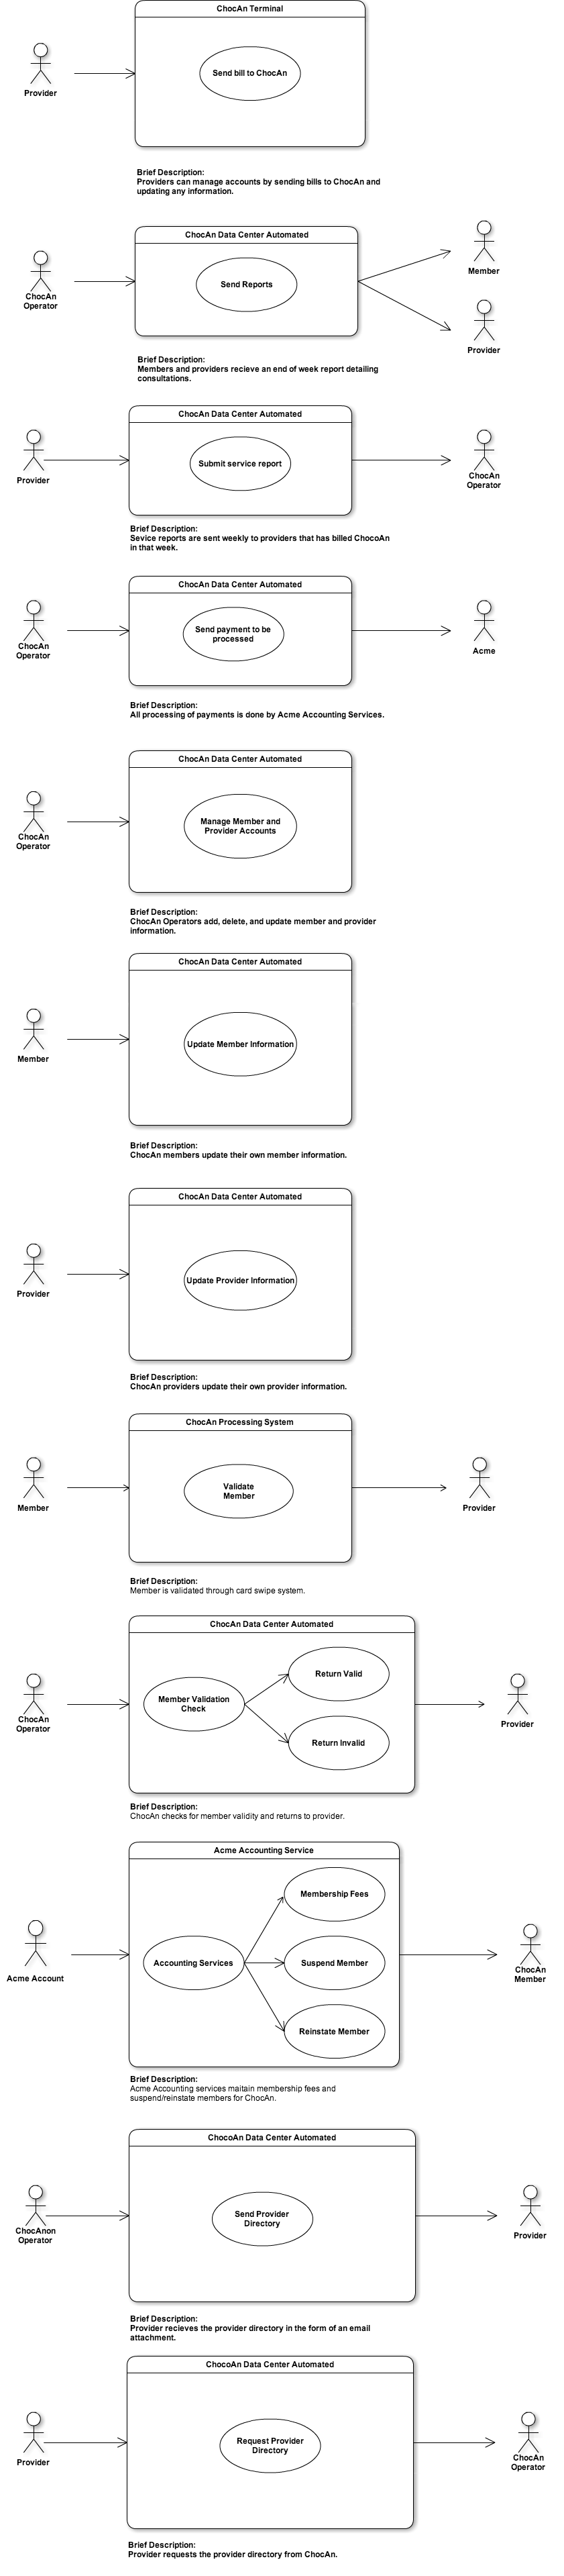 ChocAn Terminal
Send bill to ChocAn
Provider
Brief Description:
Providers can manage accounts by sending bills to ChocAn and
updating any information.
ChocAn Data Center Automated
Send Reports
ChocAn
Operator
Member
Provider
Brief Description:
Members and providers recieve an end of week report detailing
consultations.
ChocAn Data Center Automated
Submit service report
Provider
ChocAn
Operator
Brief Description:
Sevice reports are sent weekly to providers that has billed ChocoAn
in that week.
ChocAn Data Center Automated
Send payment to be
processed
ChocAn
Operator
Acme
Brief Description:
All processing of payments is done by Acme Accounting Services.
ChocAn Data Center Automated
Manage Member and
Provider Accounts
ChocAn
Operator
Brief Description:
ChocAn Operators add, delete, and update member and provider
information.
ChocAn Data Center Automated
Update Member Information
Member
Brief Description:
ChocAn members update their own member information.
ChocAn Data Center Automated
Update Provider Information
Provider
Brief Description:
ChocAn providers update their own provider information.
ChocAn Processing System
Validate
Member
Member
Provider
Brief Description:
Member is validated through card swipe system.
ChocAn Data Center Automated
Return Valid
Member Validation
Check
Return Invalid
ChocAn
Operator
Provider
Brief Description:
ChocAn checks for member validity and returns to provider.
Acme Accounting Service
Membership Fees
Accounting Services
Suspend Member
Reinstate Member
Acme Account
ChocAn
Member
Brief Description:
Acme Accounting services maitain membership fees and
suspend/reinstate members for ChocAn.
ChocoAn Data Center Automated
Send Provider
Directory
ChocAnon
Operator
Provider
Brief Description:
Provider recieves the provider directory in the form of an email
attachment.
ChocoAn Data Center Automated
Request Provider
Directory
Provider
ChocAn
Operator
Brief Description:
Provider requests the provider directory from ChocAn.